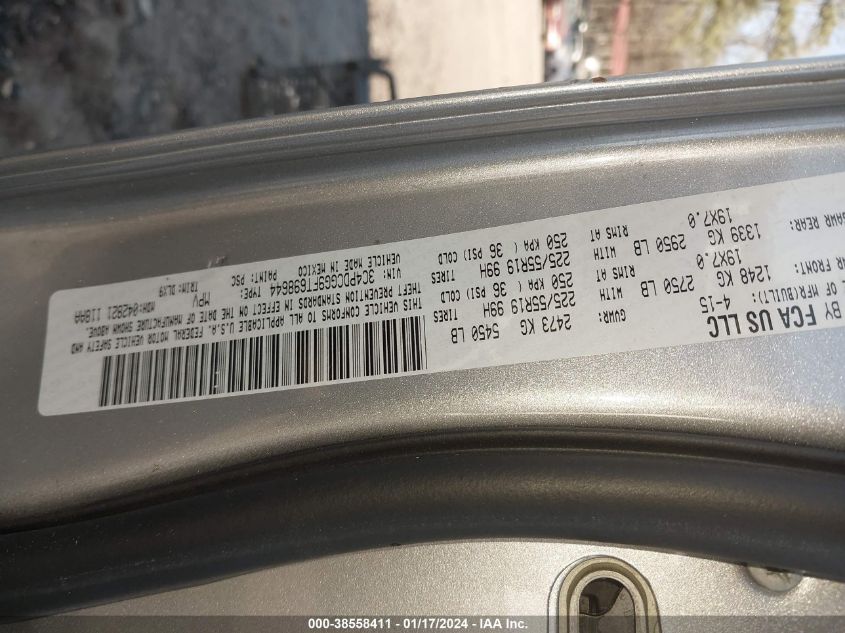 BY FCA US LLC
OF MFR(BUILT): 4-15
GVWR: 2473 KG 5450 LB
FRONT: 1248 KG 2750 LB
WITH 225/55R19 99H TIRES
19X7.0 RIMS AT 250 KPA ( 36 PSI) COLD
GAWR REAR: 1339 KG 2950 LB
WITH 225/55R19 99H TIRES
19X7.0 RIMS AT 250 KPA ( 36 PSI) COLD
THIS VEHICLE CONFORMS TO ALL APPLICABLE U.S.A. FEDERAL MOTOR VEHICLE SAFETY AND
THEFT PREVENTION STANDARDS IN EFFECT ON THE DATE OF MANUFACTURE SHOWN ABOVE.
VIN: TYPE: MPV MDH:042821 118AA
VEHICLE MADE IN MEXICO PAINT: PSC TRIM: DLX9
000-38558411 - 01/17/2024 - IAA Inc.